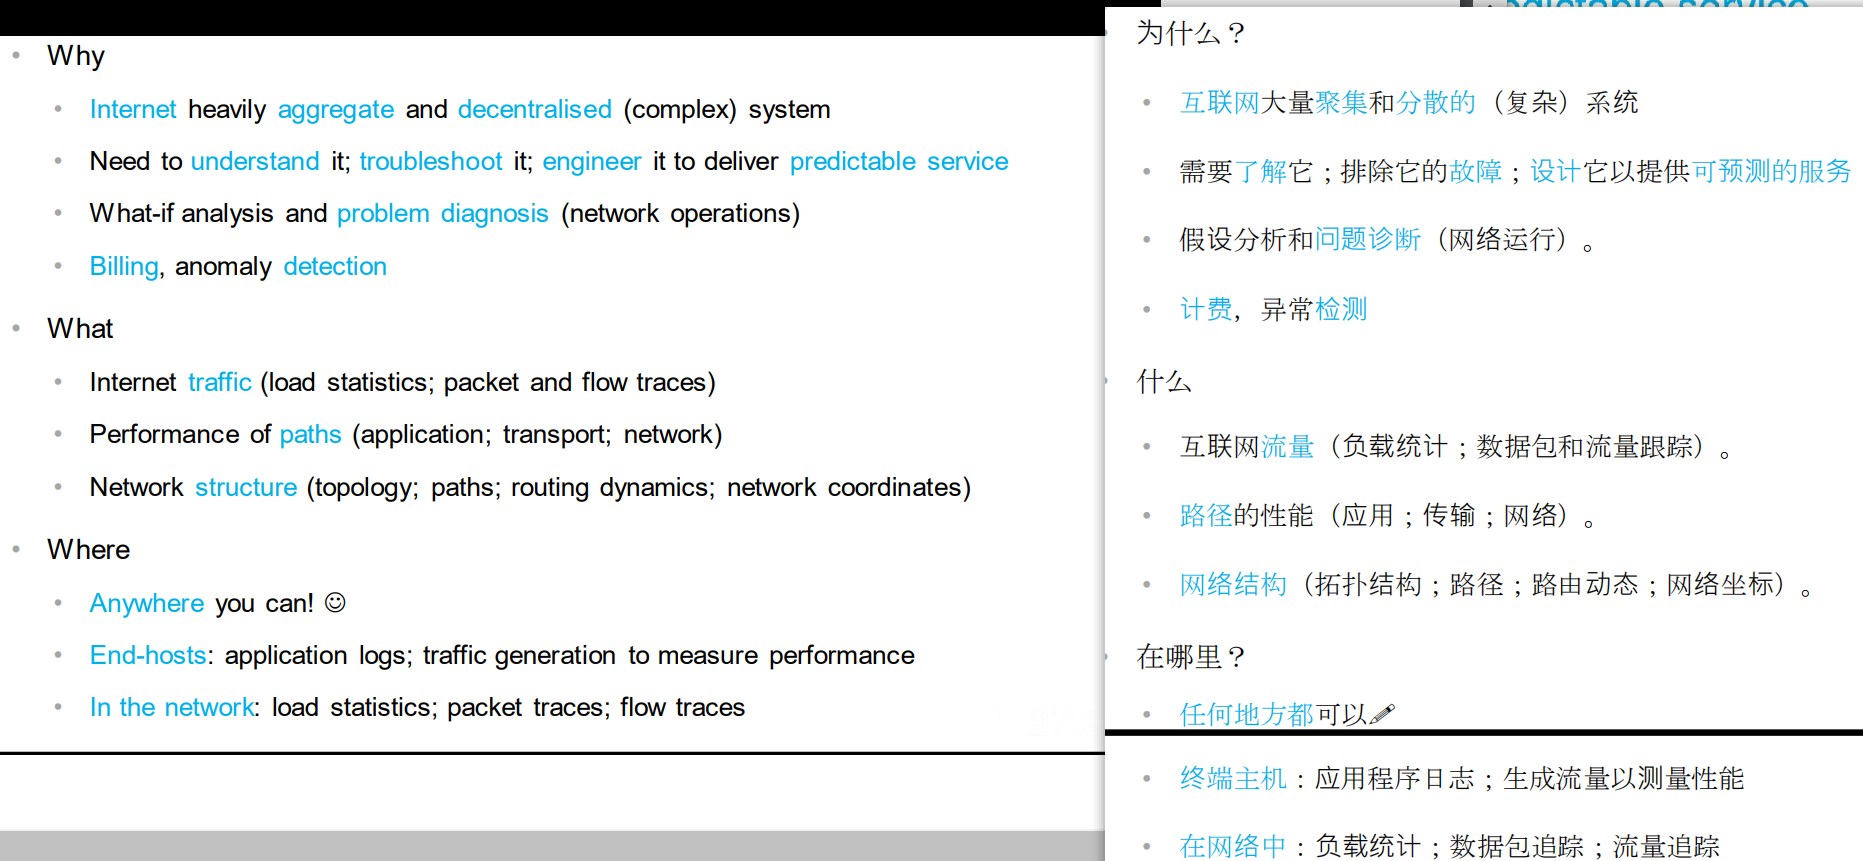 Why
Internet heavily aggregate and decentralised (complex) system
Need to understand it; troubleshoot it; engineer it to deliver predictable service
What-if analysis and problem diagnosis (network operations)
Billing, anomaly detection
What
Internet traffic (load statistics; packet and flow traces)
Performance of paths (application; transport; network)
Network structure (topology; paths; routing dynamics; network coordinates)
Where
Anywhere you can! ☺
End-hosts: application logs; traffic generation to measure performance
In the network: load statistics; packet traces; flow traces
为什么？
互联网大量聚集和分散的（复杂）系统
需要了解它；排除它的故障；设计它以提供可预测的服务
假设分析和问题诊断（网络运行）。
计费，异常检测
什么
互联网流量（负载统计；数据包和流量跟踪）。
路径的性能（应用；传输；网络）。
网络结构（拓扑结构；路径；路由动态；网络坐标）。
在哪里？
任何地方都可以
终端主机：应用程序日志；生成流量以测量性能
在网络中：负载统计；数据包追踪；流量追踪